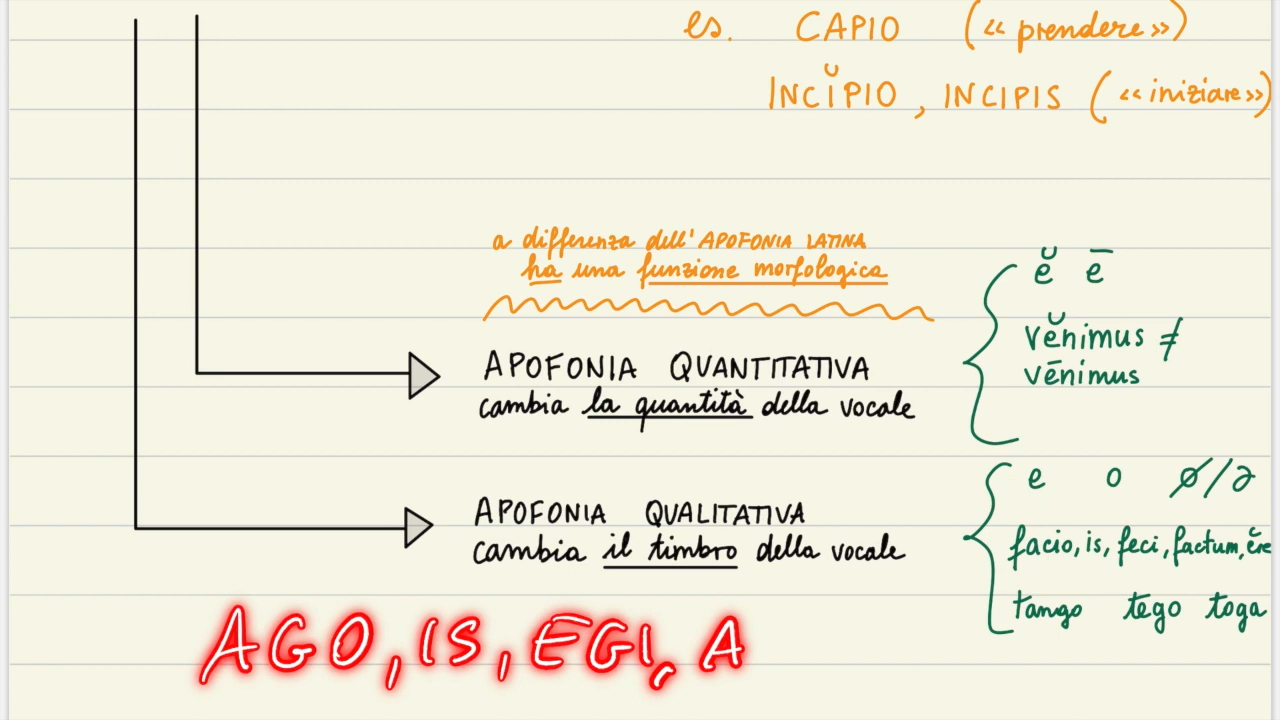 es. CAPIO (« prendere »)
INCĬPIO, INCIPIS (« iniziare »)
a differenza dell'APOFONIA LATINA
ha una funzione morfologica
ĕ ē
APOFONIA QUANTITATIVA
vĕnimus ≠
cambia la quantità della vocale
vēnimus
e o ∅/ə
APOFONIA QUALITATIVA
cambia il timbro della vocale
facio, is, feci, factum, ĕre
tango tego toga
AGO, IS, ĒGI, A